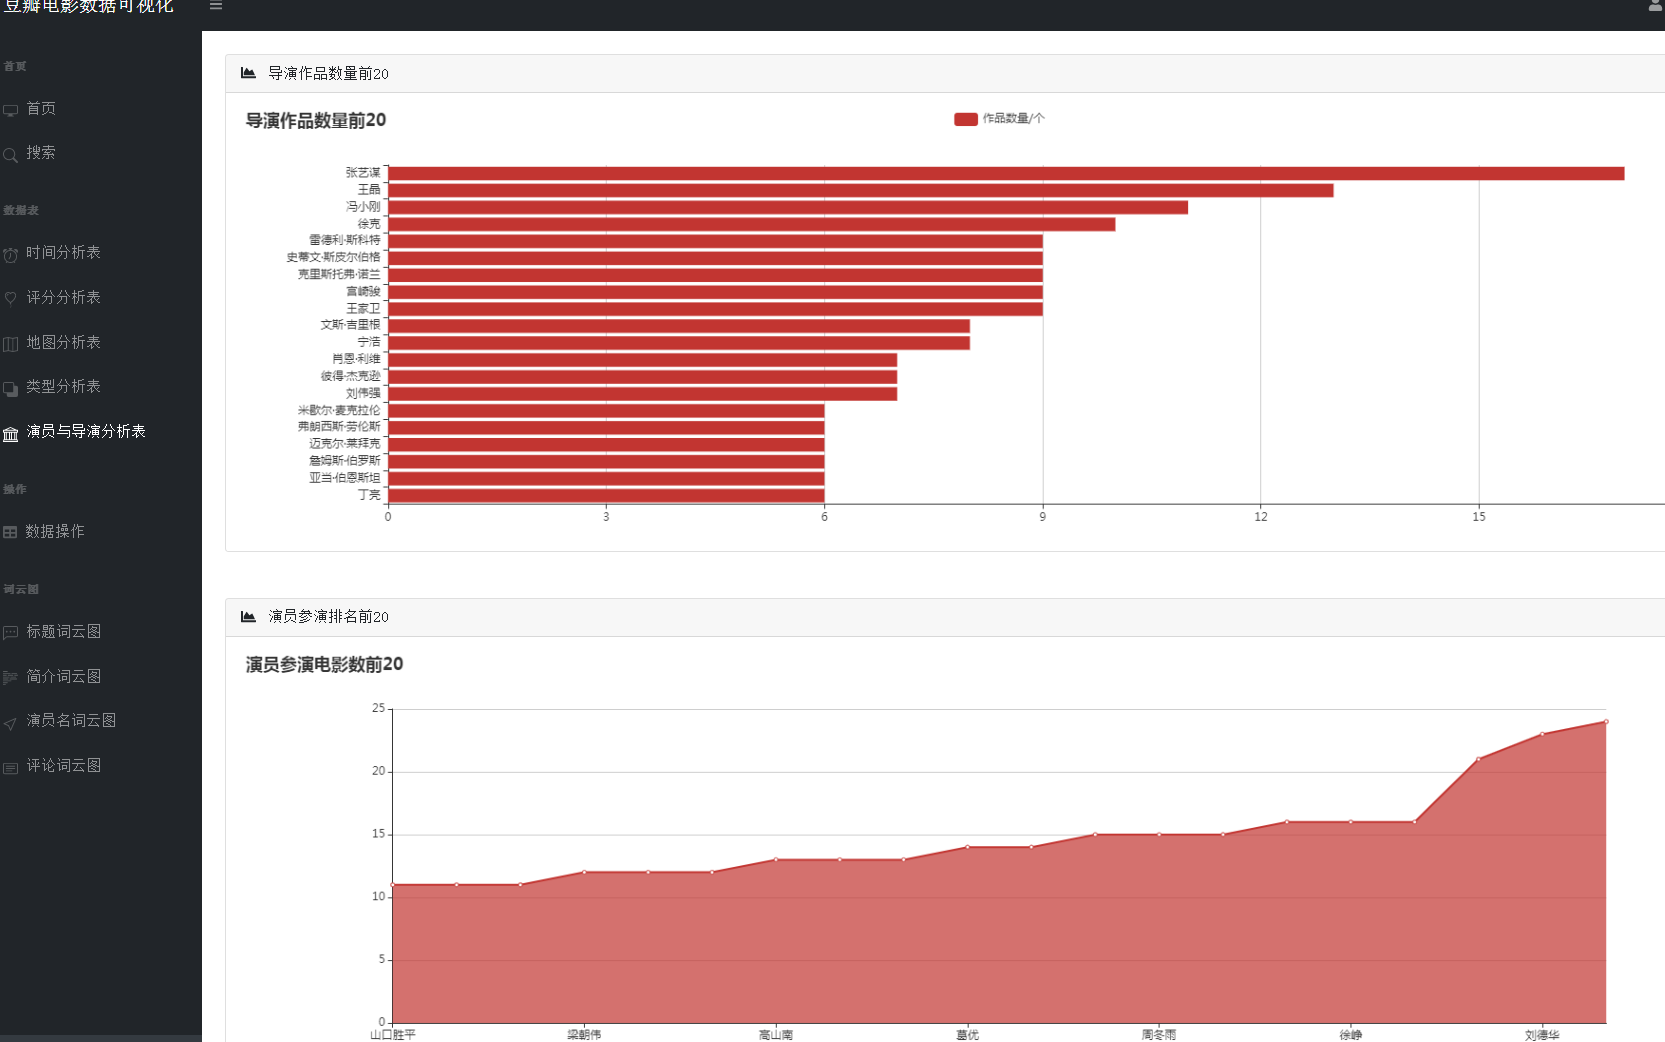 豆瓣电影数据可视化
首页
首页
搜索
数据表
时间分析表
评分分析表
地图分析表
类型分析表
演员与导演分析表
操作
数据操作
词云图
标题词云图
简介词云图
演员名词云图
评论词云图
导演作品数量前20
导演作品数量前20
作品数量/个
张艺谋
王晶
冯小刚
徐克
雷德利·斯科特
史蒂文·斯皮尔伯格
克里斯托弗·诺兰
宫崎骏
王家卫
文斯·吉里根
宁浩
肖恩·利维
彼得·杰克逊
刘伟强
米歇尔·麦克拉伦
弗朗西斯·劳伦斯
迈克尔·莱拜克
詹姆斯·伯罗斯
亚当·伯恩斯坦
丁亮
0 3 6 9 12 15
演员参演排名前20
演员参演电影数前20
25
20
15
10
5
0
山口胜平 梁朝伟 高山南 葛优 周冬雨 徐峥 刘德华